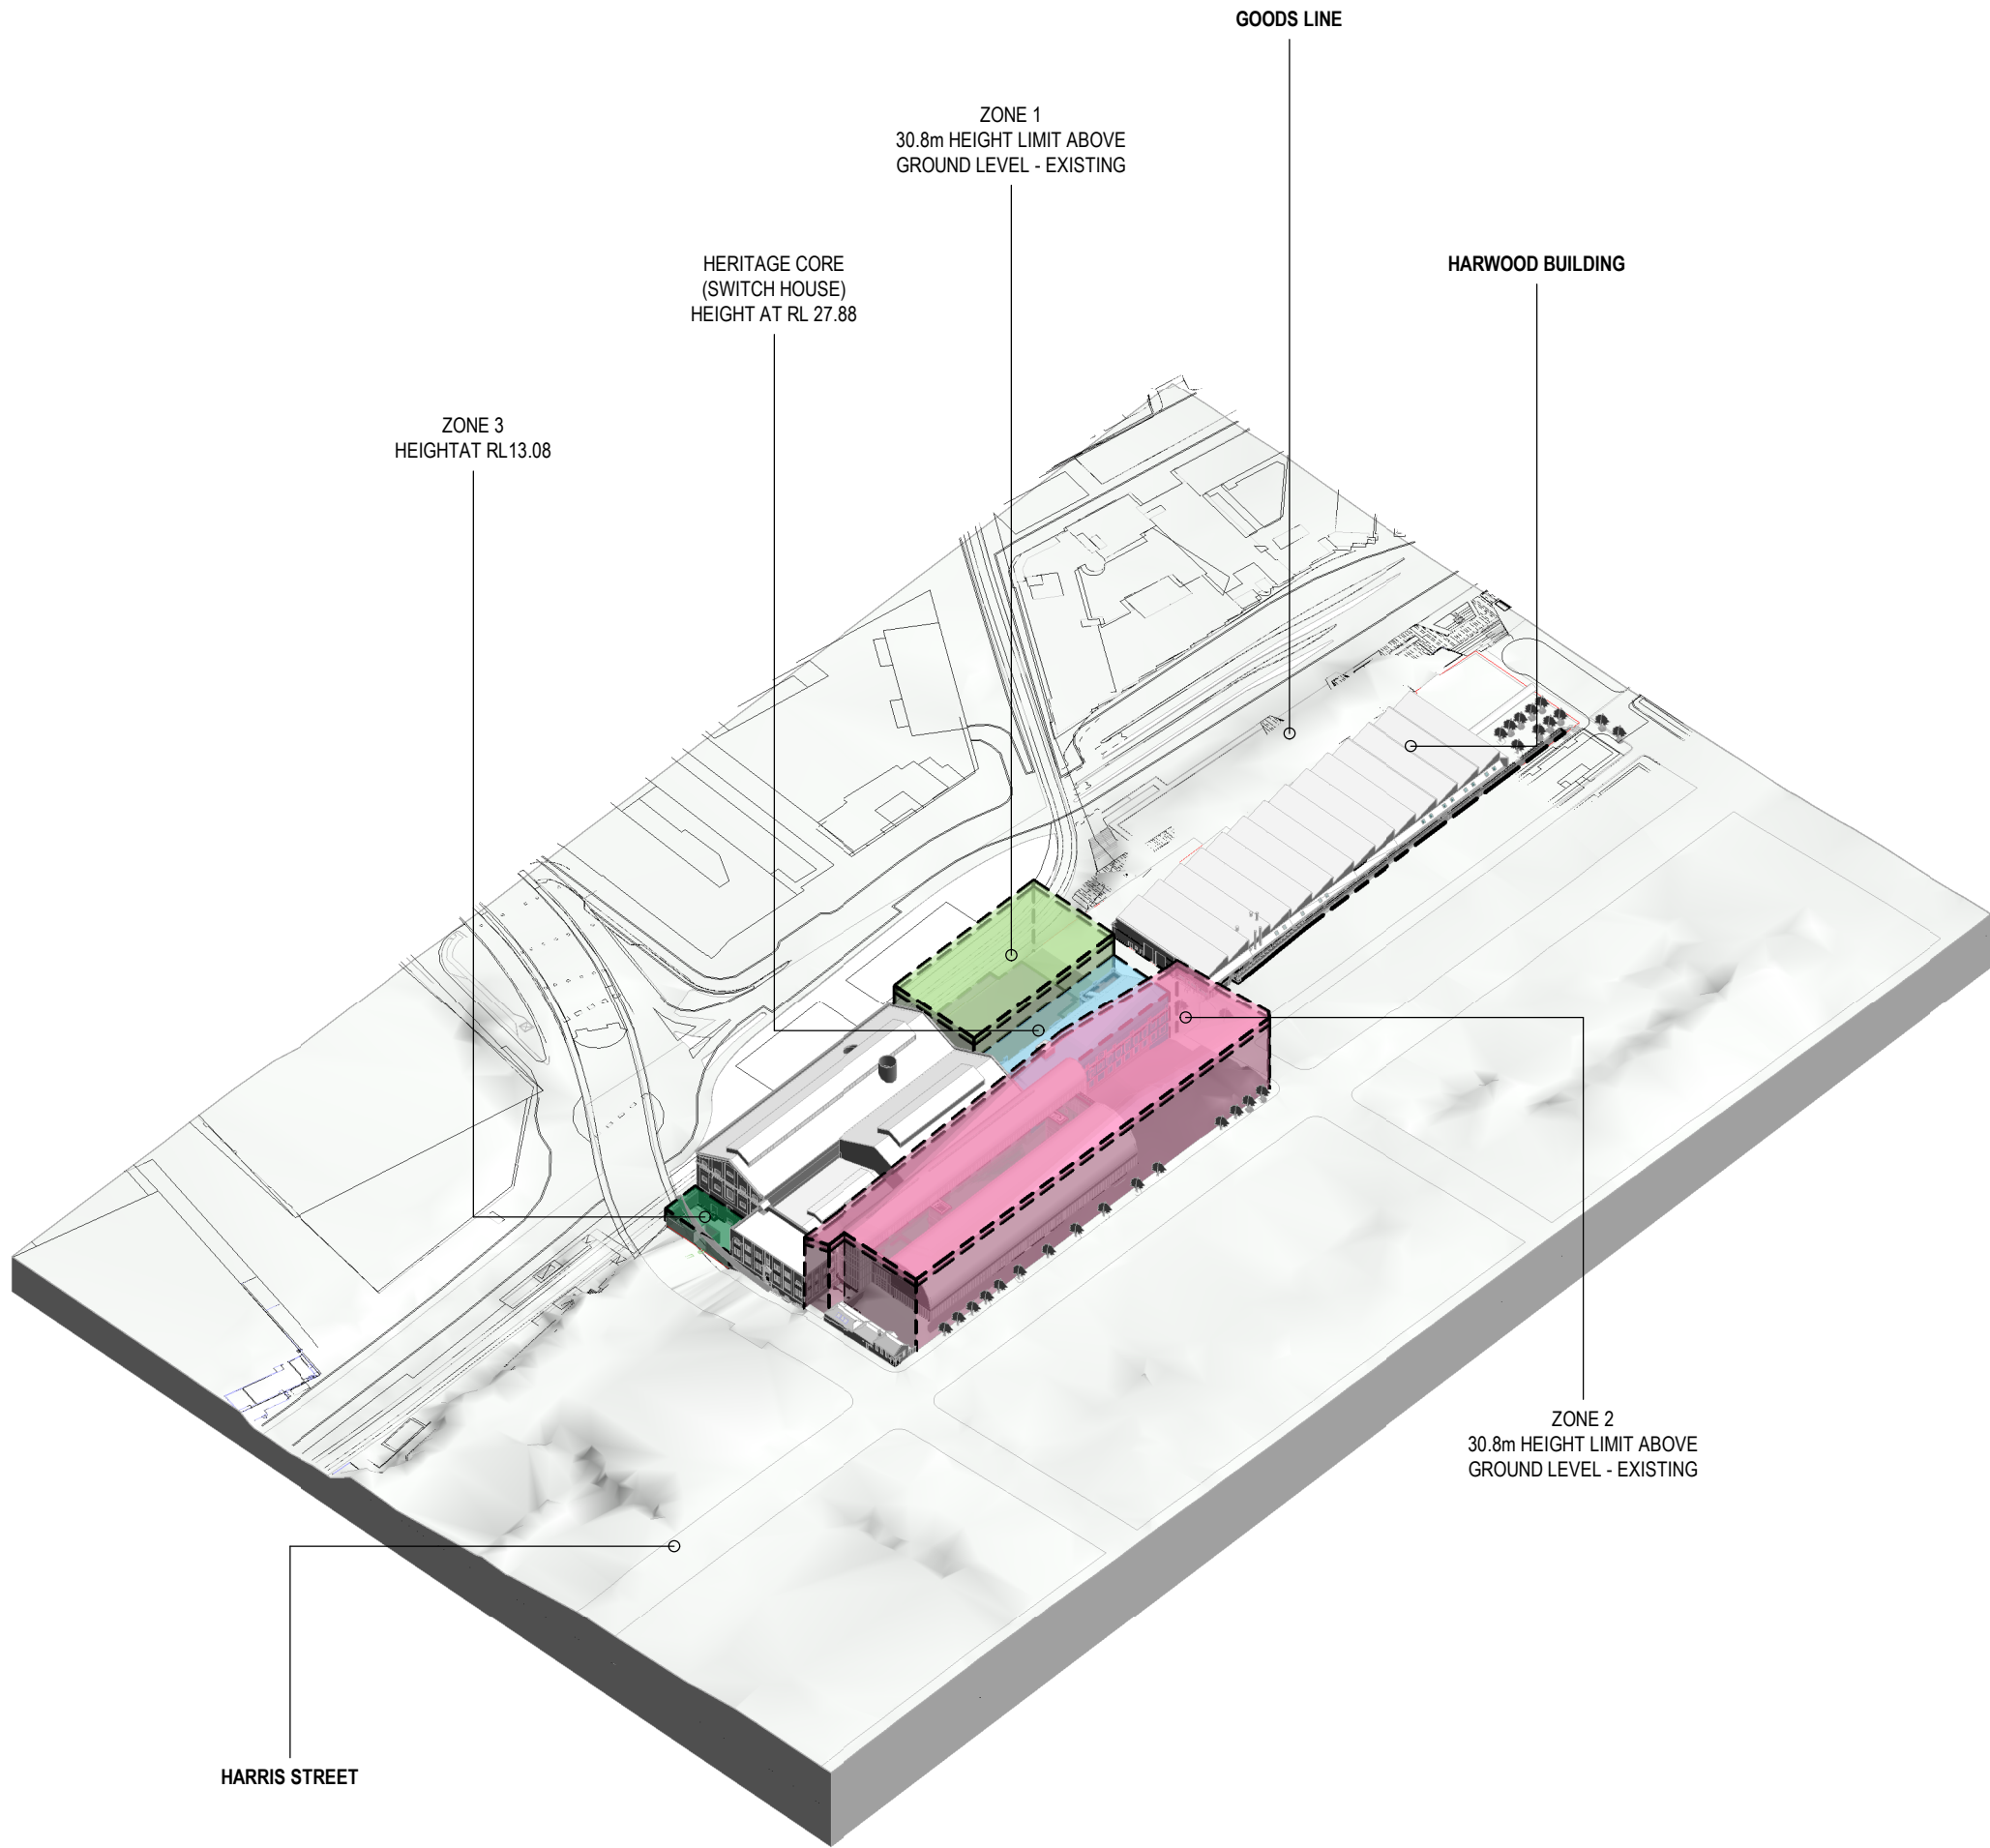 GOODS LINE
ZONE 1
30.8m HEIGHT LIMIT ABOVE
GROUND LEVEL - EXISTING
HERITAGE CORE
(SWITCH HOUSE)
HEIGHT AT RL 27.88
HARWOOD BUILDING
ZONE 3
HEIGHTAT RL13.08
ZONE 2
30.8m HEIGHT LIMIT ABOVE
GROUND LEVEL - EXISTING
HARRIS STREET